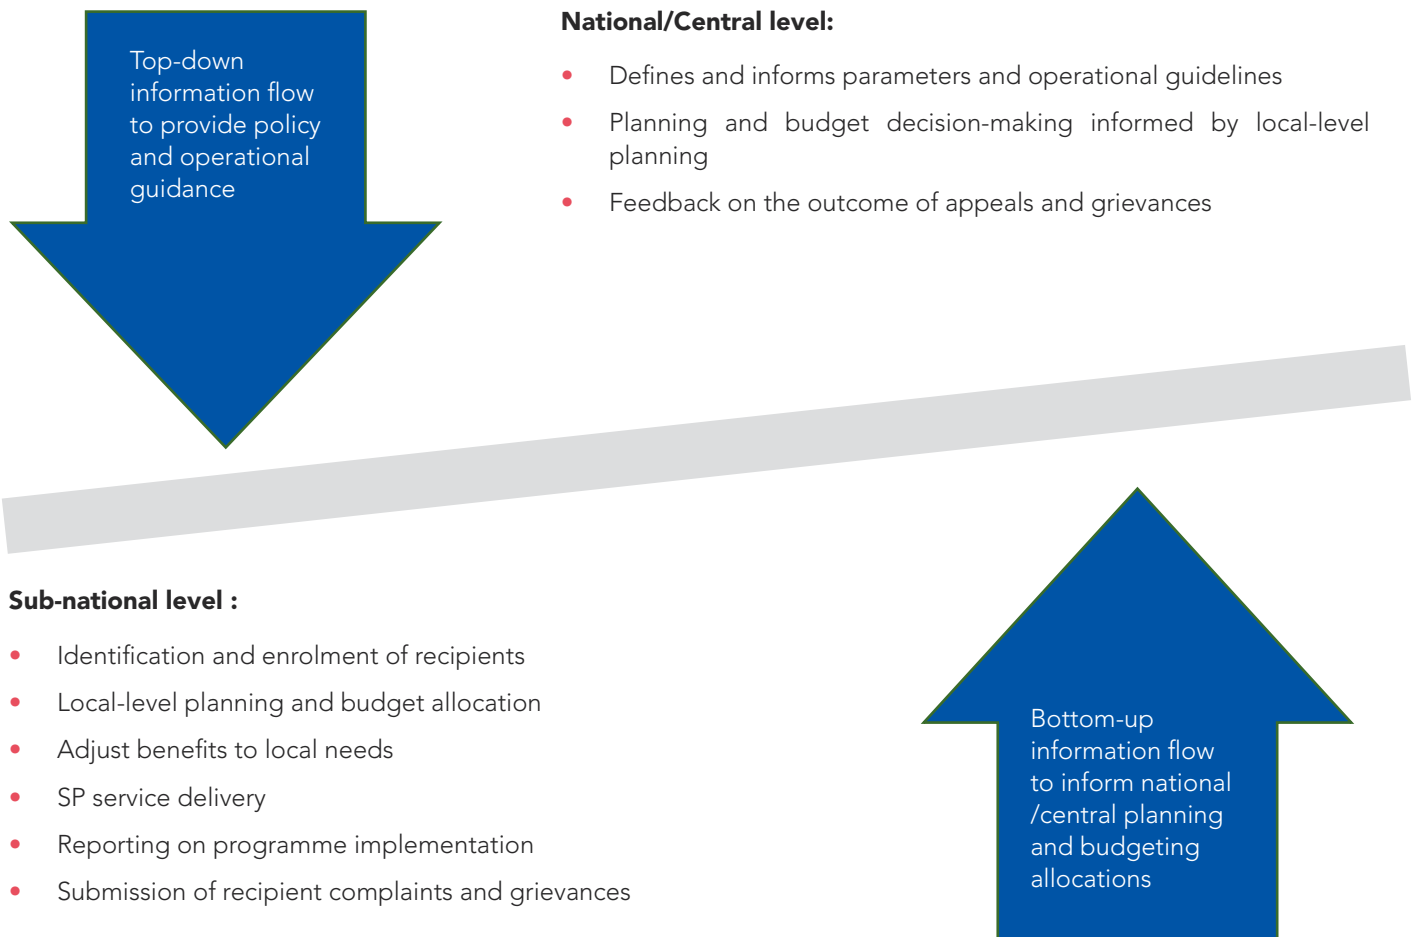 Top-down
information flow
to provide policy
and operational
guidance
National/Central level:
• Defines and informs parameters and operational guidelines
• Planning and budget decision-making informed by local-level
planning
• Feedback on the outcome of appeals and grievances
Sub-national level :
• Identification and enrolment of recipients
• Local-level planning and budget allocation
• Adjust benefits to local needs
• SP service delivery
• Reporting on programme implementation
• Submission of recipient complaints and grievances
Bottom-up
information flow
to inform national
/central planning
and budgeting
allocations